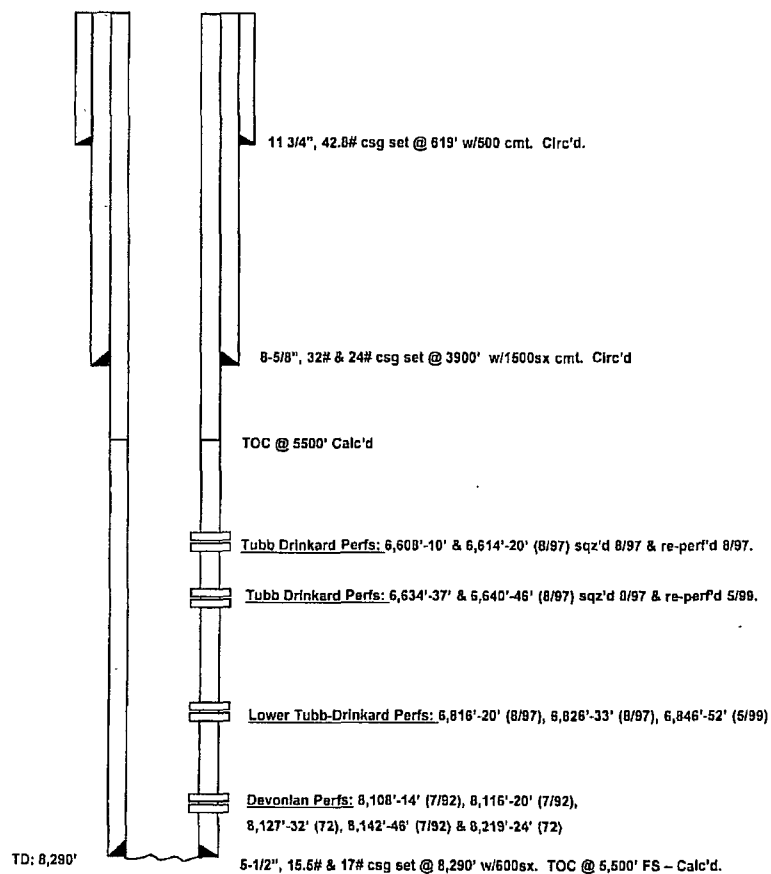 11 3/4", 42.8# csg set @ 619' w/500 cmt. Circ'd.
8-5/8", 32# & 24# csg set @ 3900' w/1500sx cmt. Circ'd
TOC @ 5500' Calc'd
Tubb Drinkard Perfs: 6,608'-10' & 6,614'-20' (8/97) sqz'd 8/97 & re-perf'd 8/97.
Tubb Drinkard Perfs: 6,634'-37' & 6,640'-46' (8/97) sqz'd 8/97 & re-perf'd 5/99.
Lower Tubb-Drinkard Perfs: 6,816'-20' (8/97), 6,826'-33' (8/97), 6,846'-52' (5/99)
Devonian Perfs: 8,108'-14' (7/92), 8,116'-20' (7/92),
8,127'-32' (72), 8,142'-46' (7/92) & 8,219'-24' (72)
TD: 8,290'
5-1/2", 15.5# & 17# csg set @ 8,290' w/600sx. TOC @ 5,500' FS – Calc'd.